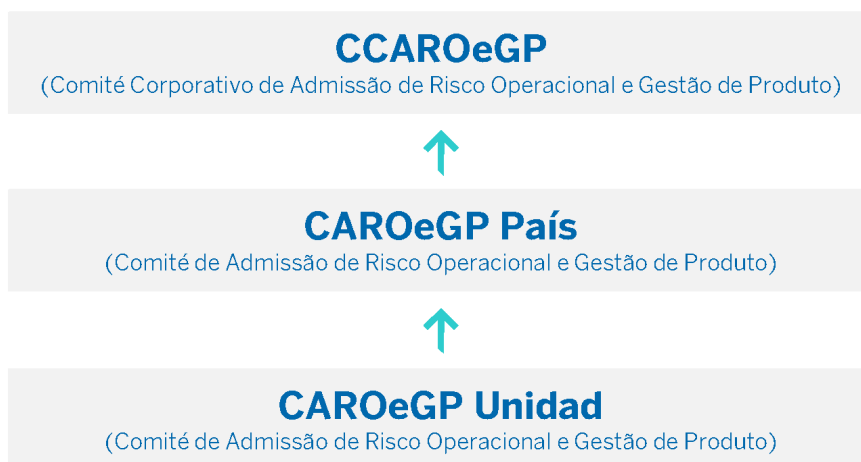 CCAROeGP
(Comité Corporativo de Admissão de Risco Operacional e Gestão de Produto)
CAROeGP País
(Comité de Admissão de Risco Operacional e Gestão de Produto)
CAROeGP Unidad
(Comité de Admissão de Risco Operacional e Gestão de Produto)